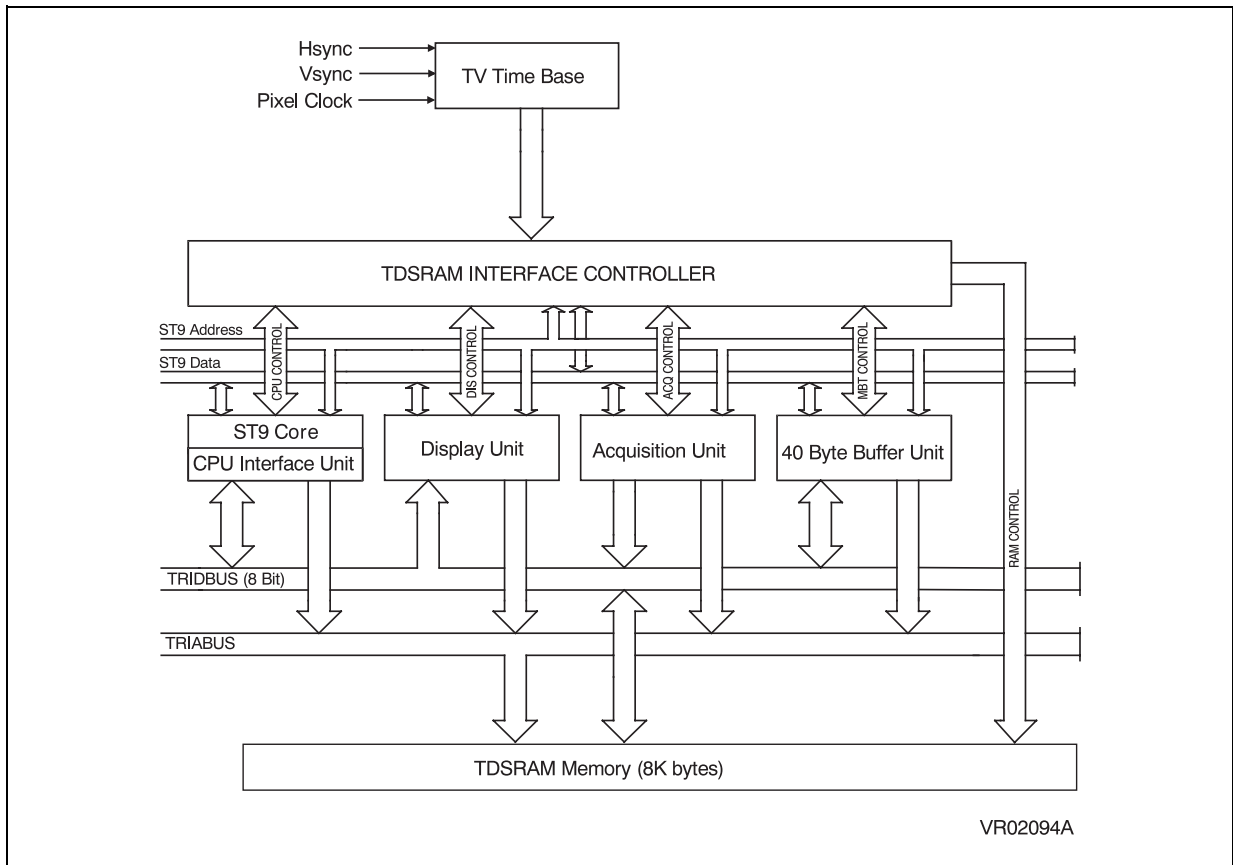 Hsync
Vsync
Pixel Clock
TV Time Base
TDSRAM INTERFACE CONTROLLER
ST9 Address
ST9 Data
CPU CONTROL
DIS CONTROL
ACQ CONTROL
MBT CONTROL
RAM CONTROL
ST9 Core
CPU Interface Unit
Display Unit
Acquisition Unit
40 Byte Buffer Unit
TRIDBUS (8 Bit)
TRIABUS
TDSRAM Memory (8K bytes)
VR02094A